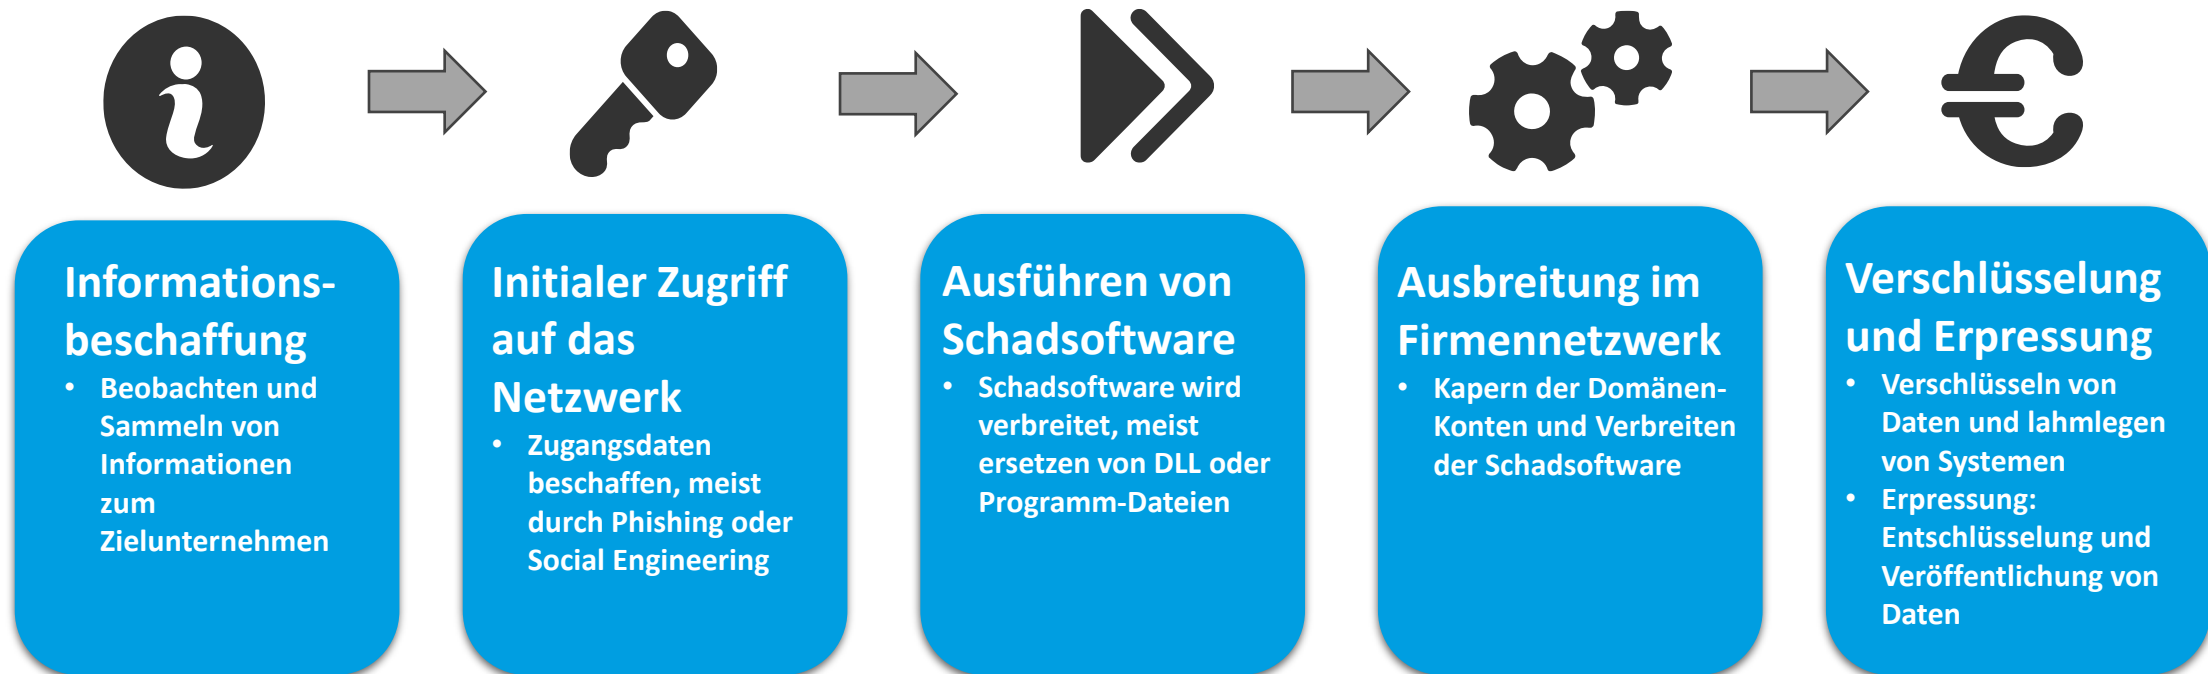 Informations-
beschaffung
• Beobachten und
Sammeln von
Informationen
zum
Zielunternehmen
Initialer Zugriff
auf das
Netzwerk
• Zugangsdaten
beschaffen, meist
durch Phishing oder
Social Engineering
Ausführen von
Schadsoftware
• Schadsoftware wird
verbreitet, meist
ersetzen von DLL oder
Programm-Dateien
Ausbreitung im
Firmennetzwerk
• Kapern der Domänen-
Konten und Verbreiten
der Schadsoftware
Verschlüsselung
und Erpressung
• Verschlüsseln von
Daten und lahmlegen
von Systemen
• Erpressung:
Entschlüsselung und
Veröffentlichung von
Daten